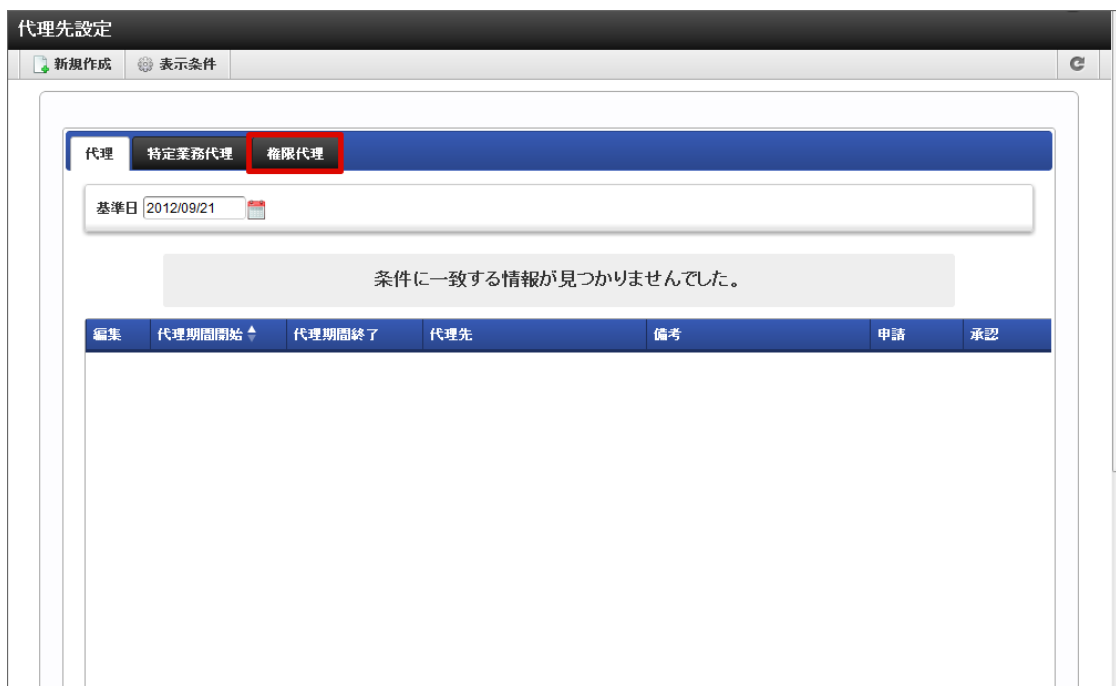 代理先設定
新規作成 表示条件
代理 特定業務代理 権限代理
基準日 2012/09/21
条件に一致する情報が見つかりませんでした。
編集 代理期間開始 代理期間終了 代理先 備考 申請 承認